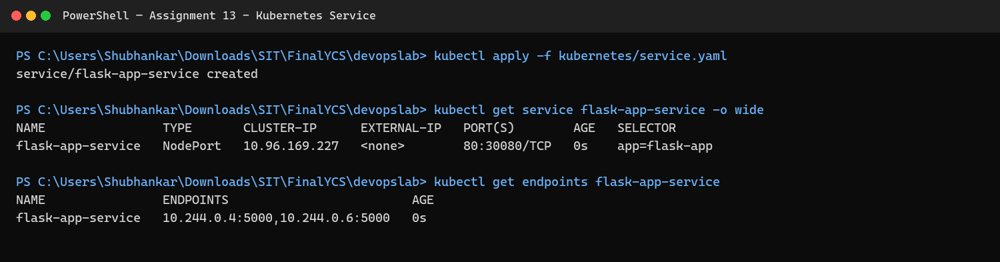 PowerShell — Assignment 13 - Kubernetes Service
PS C:\Users\Shubhankar\Downloads\SIT\FinalYCS\devopslab> kubectl apply -f kubernetes/service.yaml
service/flask-app-service created
PS C:\Users\Shubhankar\Downloads\SIT\FinalYCS\devopslab> kubectl get service flask-app-service -o wide
NAME                TYPE       CLUSTER-IP      EXTERNAL-IP   PORT(S)        AGE   SELECTOR
flask-app-service   NodePort   10.96.169.227   <none>        80:30080/TCP   0s    app=flask-app
PS C:\Users\Shubhankar\Downloads\SIT\FinalYCS\devopslab> kubectl get endpoints flask-app-service
NAME                ENDPOINTS                         AGE
flask-app-service   10.244.0.4:5000,10.244.0.6:5000   0s